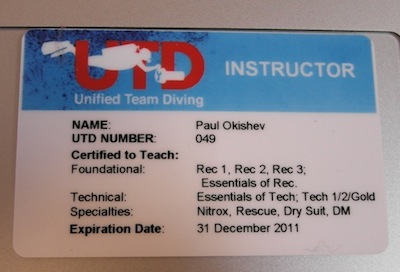 UTD INSTRUCTOR
Unified Team Diving
NAME: Paul Okishev
UTD NUMBER: 049
Certified to Teach:
Foundational: Rec 1, Rec 2, Rec 3;
Essentials of Rec.
Technical: Essentials of Tech; Tech 1/2/Gold
Specialties: Nitrox, Rescue, Dry Suit, DM
Expiration Date: 31 December 2011